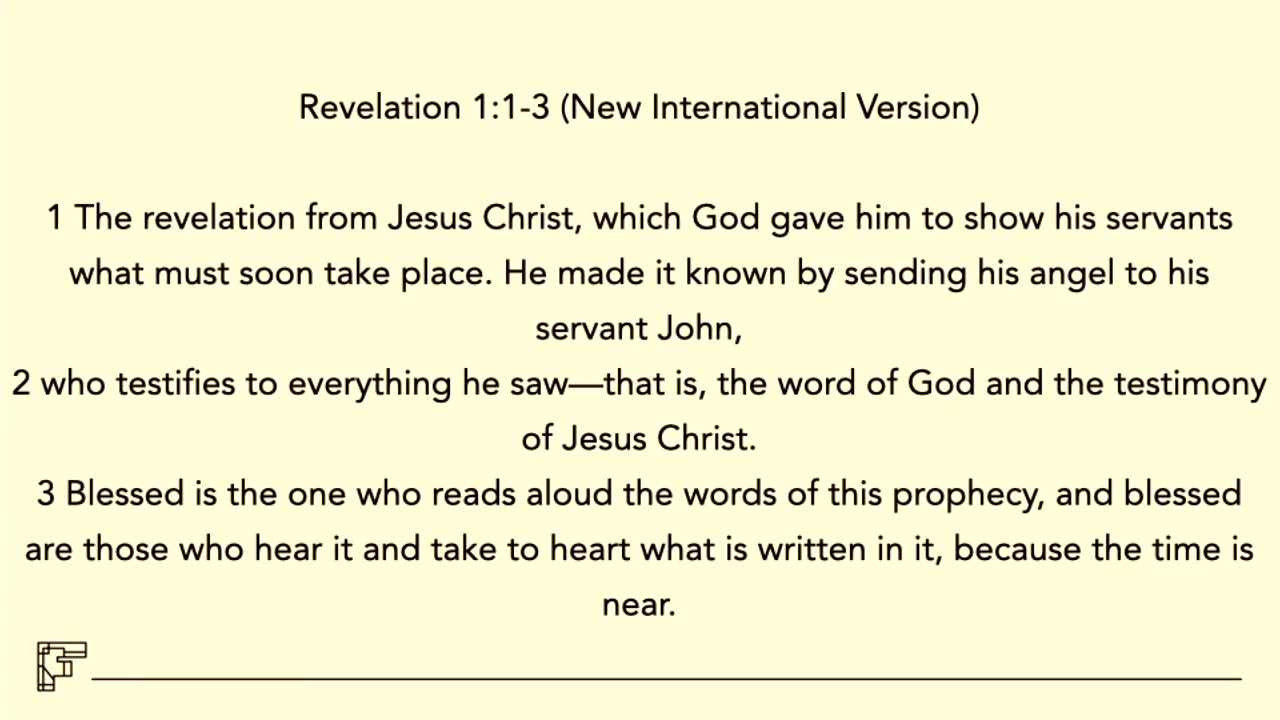 Revelation 1:1-3 (New International Version)
1 The revelation from Jesus Christ, which God gave him to show his servants
what must soon take place. He made it known by sending his angel to his
servant John,
2 who testifies to everything he saw—that is, the word of God and the testimony
of Jesus Christ.
3 Blessed is the one who reads aloud the words of this prophecy, and blessed
are those who hear it and take to heart what is written in it, because the time is
near.